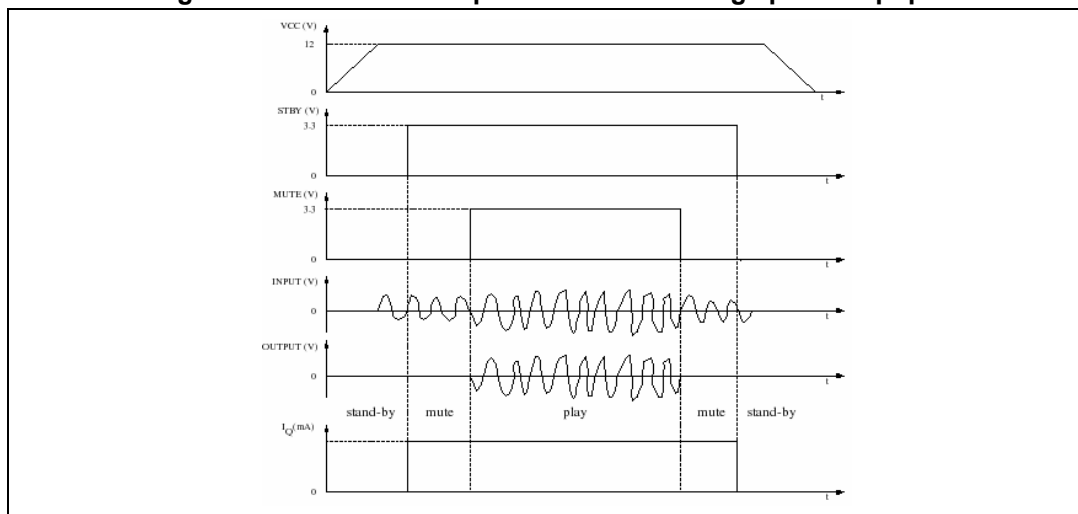 VCC (V)
12
0
t
STBY (V)
3.3
0
t
MUTE (V)
3.3
0
t
INPUT (V)
0
t
OUTPUT (V)
0
t
stand-by mute play mute stand-by
IQ (mA)
0
t